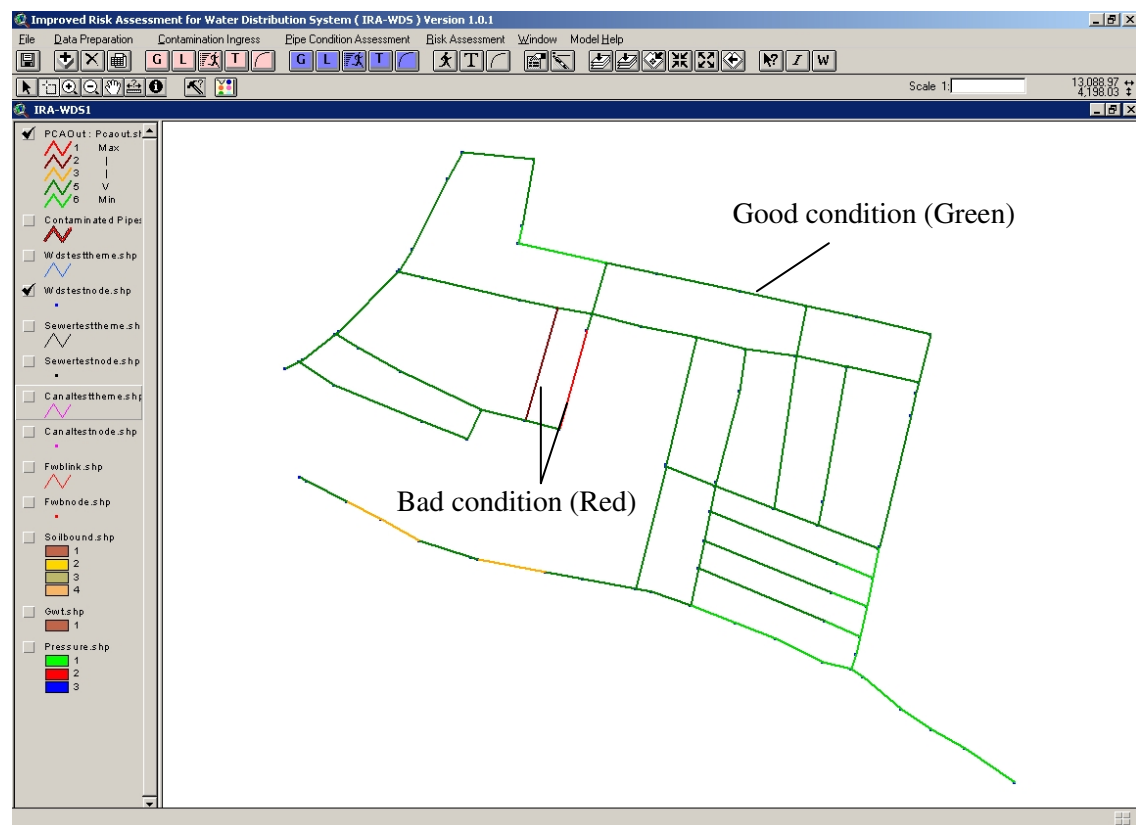 Improved Risk Assessment for Water Distribution System ( IRA-WDS ) Version 1.0.1
File Data Preparation Contamination Ingress Pipe Condition Assessment Risk Assessment Window Model Help
G L T G L T T ? I W
Scale 1: 13,088.97
4,198.03
IRA-WDS1
PCAOut : Pcaout.sh
1 Max
2 |
3 |
5 V
6 Min
Contaminated Pipes
Wdstesttheme.shp
Wdstestnode.shp
Sewertesttheme.sh
Sewertestnode.shp
Canaltesttheme.shp
Canaltestnode.shp
Fwblink.shp
Fwbnode.shp
Soilbound.shp
1
2
3
4
Gwt.shp
1
Pressure.shp
1
2
3
Good condition (Green)
Bad condition (Red)